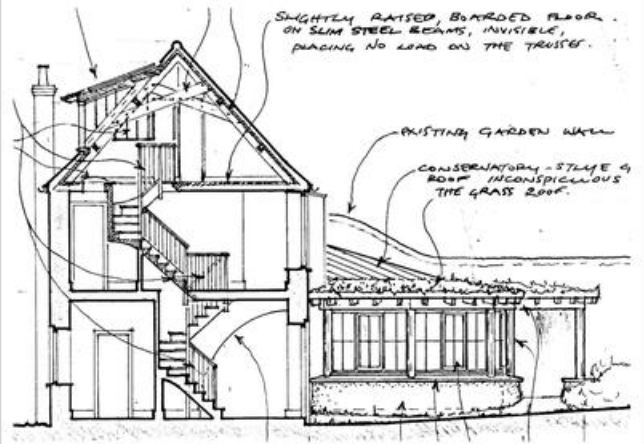 SLIGHTLY RAISED, BOARDED FLOOR.
ON SLIM STEEL BEAMS, INVISIBLE,
PLACING NO LOAD ON THE TRUSSES.
EXISTING GARDEN WALL
CONSERVATORY - STYLE G
ROOF INCONSPICUOUS
THE GRASS ROOF.